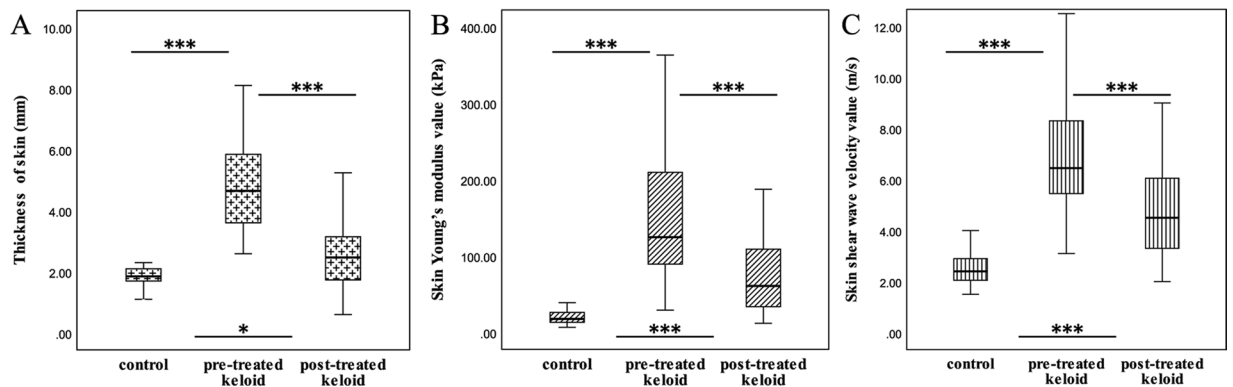 A
Thickness of skin (mm)
10.00
8.00
6.00
4.00
2.00
.00
***
***
*
control
pre-treated
keloid
post-treated
keloid
B
Skin Young's modulus value (kPa)
400.00
300.00
200.00
100.00
.00
***
***
***
control
pre-treated
keloid
post-treated
keloid
C
Skin shear wave velocity value (m/s)
12.00
10.00
8.00
6.00
4.00
2.00
.00
***
***
***
control
pre-treated
keloid
post-treated
keloid